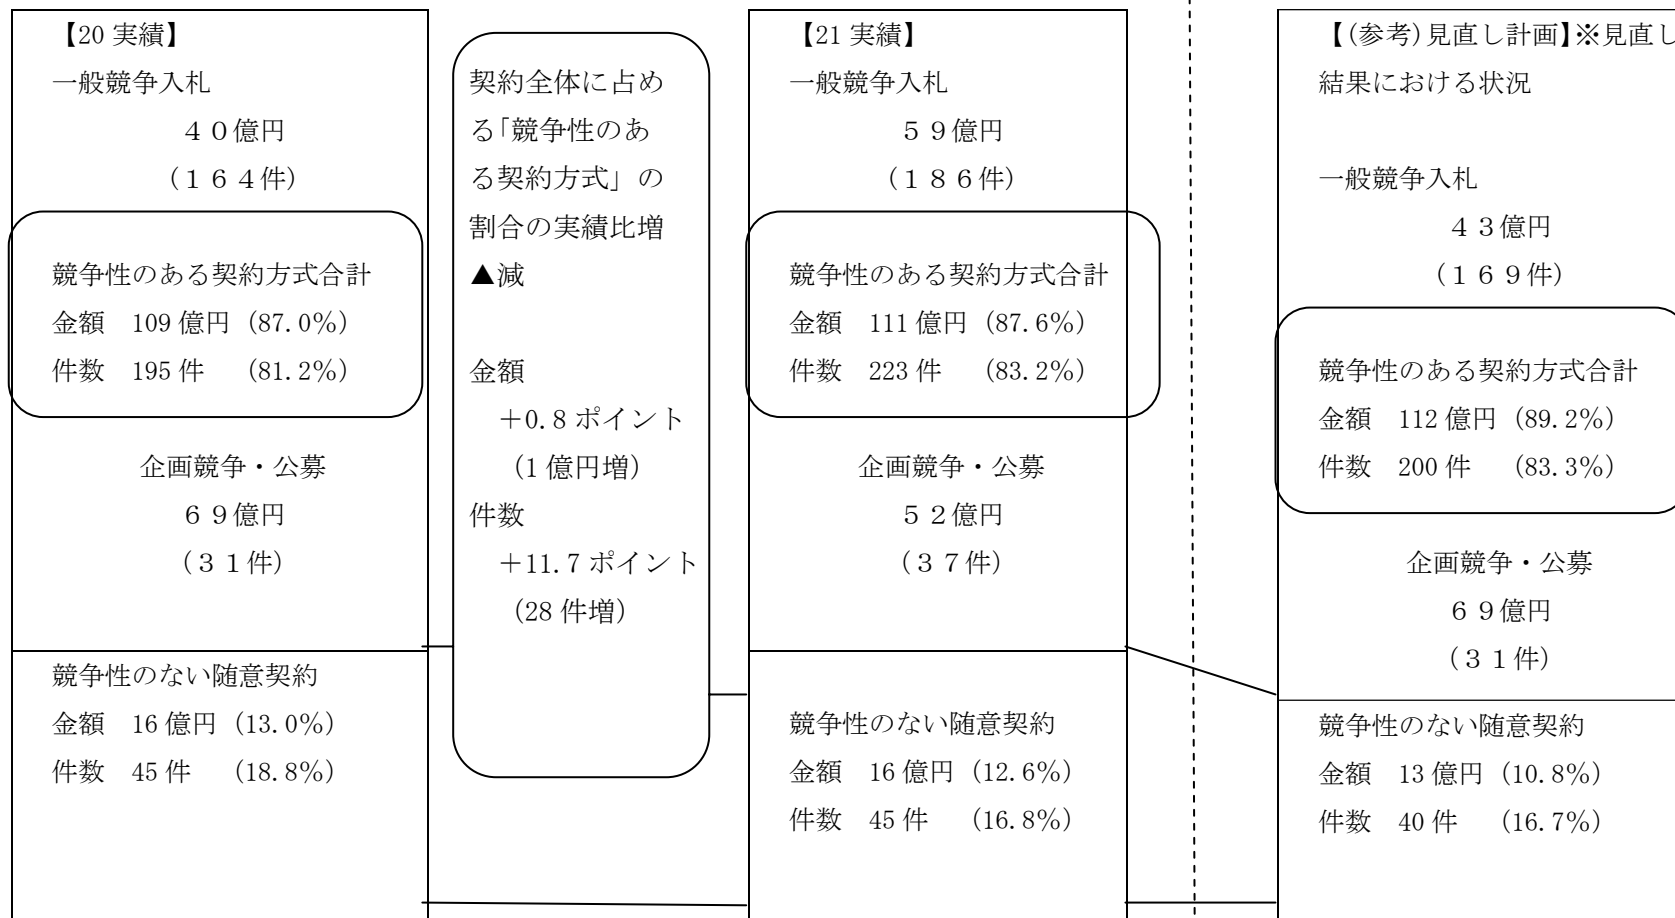 【20 実績】
一般競争入札
４０億円
（１６４件）
競争性のある契約方式合計
金額　109 億円（87.0%）
件数　195 件　（81.2%）
企画競争・公募
６９億円
（３１件）
競争性のない随意契約
金額　16 億円（13.0%）
件数　45 件　（18.8%）
契約全体に占め
る「競争性のあ
る契約方式」の
割合の実績比増
▲減
金額
＋0.8 ポイント
（1 億円増）
件数
＋11.7 ポイント
（28 件増）
【21 実績】
一般競争入札
５９億円
（１８６件）
競争性のある契約方式合計
金額　111 億円（87.6%）
件数　223 件　（83.2%）
企画競争・公募
５２億円
（３７件）
競争性のない随意契約
金額　16 億円（12.6%）
件数　45 件　（16.8%）
【(参考)見直し計画】※見直し
結果における状況
一般競争入札
４３億円
（１６９件）
競争性のある契約方式合計
金額　112 億円（89.2%）
件数　200 件　（83.3%）
企画競争・公募
６９億円
（３１件）
競争性のない随意契約
金額　13 億円（10.8%）
件数　40 件　（16.7%）